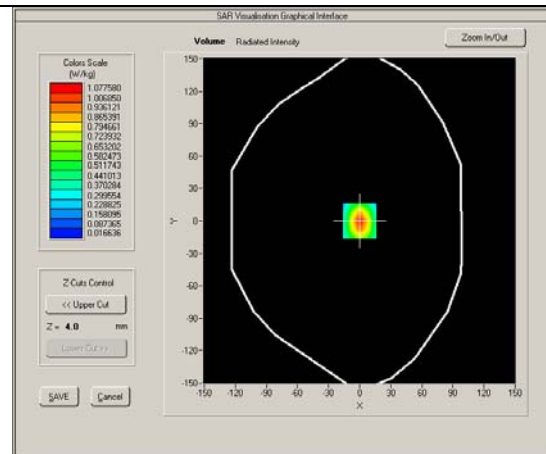 SAR Visualisation Graphical Interface
Volume Radiated Intensity
Zoom In/Out
Colors Scale
(W/kg)
1.077580
1.006850
0.936121
0.865391
0.794661
0.723932
0.653202
0.582473
0.511743
0.441013
0.370284
0.299554
0.228825
0.158095
0.087365
0.016636
Z-Cuts Control
<< Upper Cut
Z = 4.0 mm
Lower Cut >>
SAVE Cancel
150
120
90
60
30
0
-30
-60
-90
-120
-150
Y
-150 -120 -90 -60 -30 0 30 60 90 120 150
X